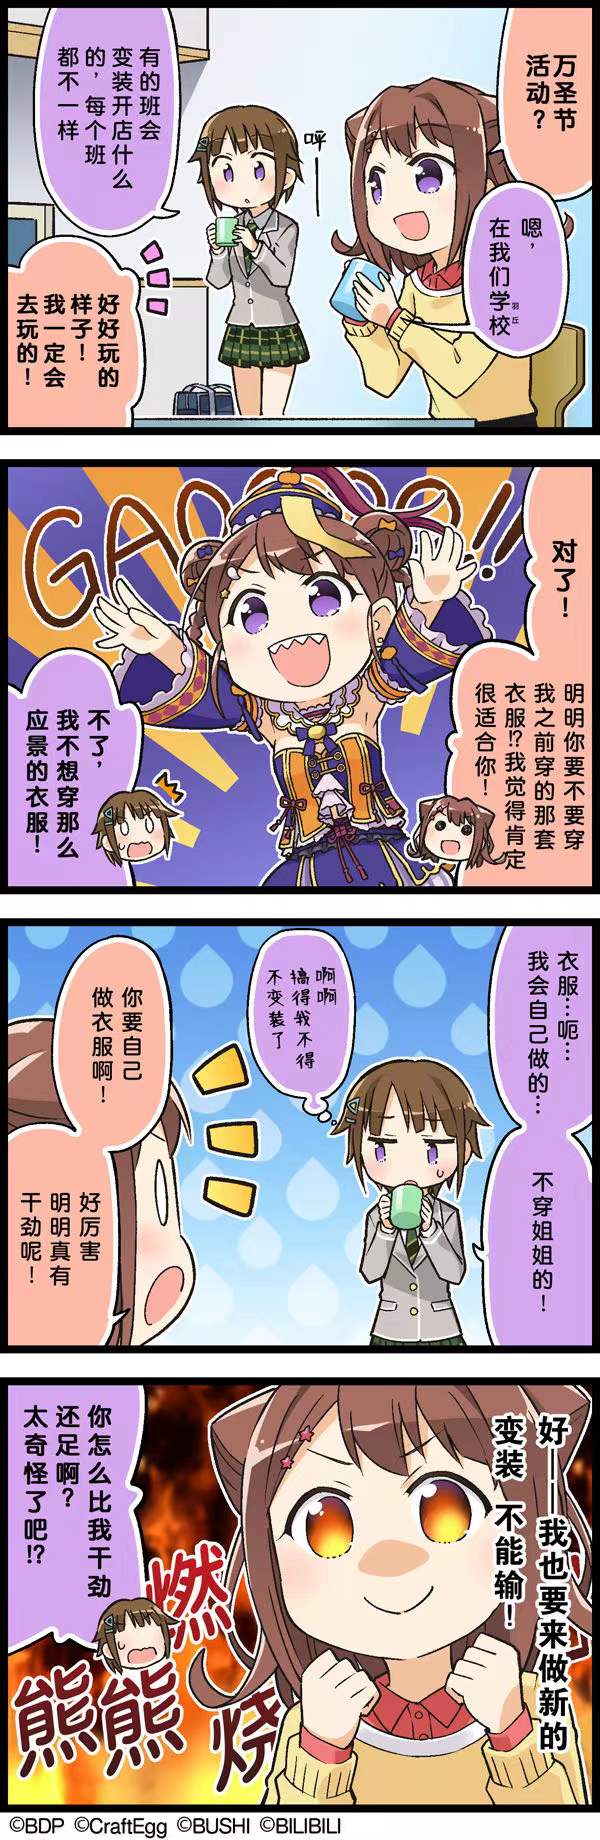 万圣节
活动？
嗯，
在我们学校
羽丘
呼
有的班会
变装开店什么
的，每个班
都不一样
好好玩的
样子！
我一定会
去玩的！
GAOOOOO!!
对了！
明明你要不要穿
我之前穿的那套
衣服!?我觉得肯定
很适合你！
不了，
我不想穿那么
应景的衣服！
衣服…呃…
我会自己做的…
不穿姐姐的！
啊啊
搞得我不得
不变装了
你要自己
做衣服啊！
好厉害
明明真有
干劲呢！
好——我也要来做新的
变装 不能输！
熊熊燃烧
你怎么比我干劲
还足啊？
太奇怪了吧!?
©BDP ©CraftEgg ©BUSHI ©BILIBILI